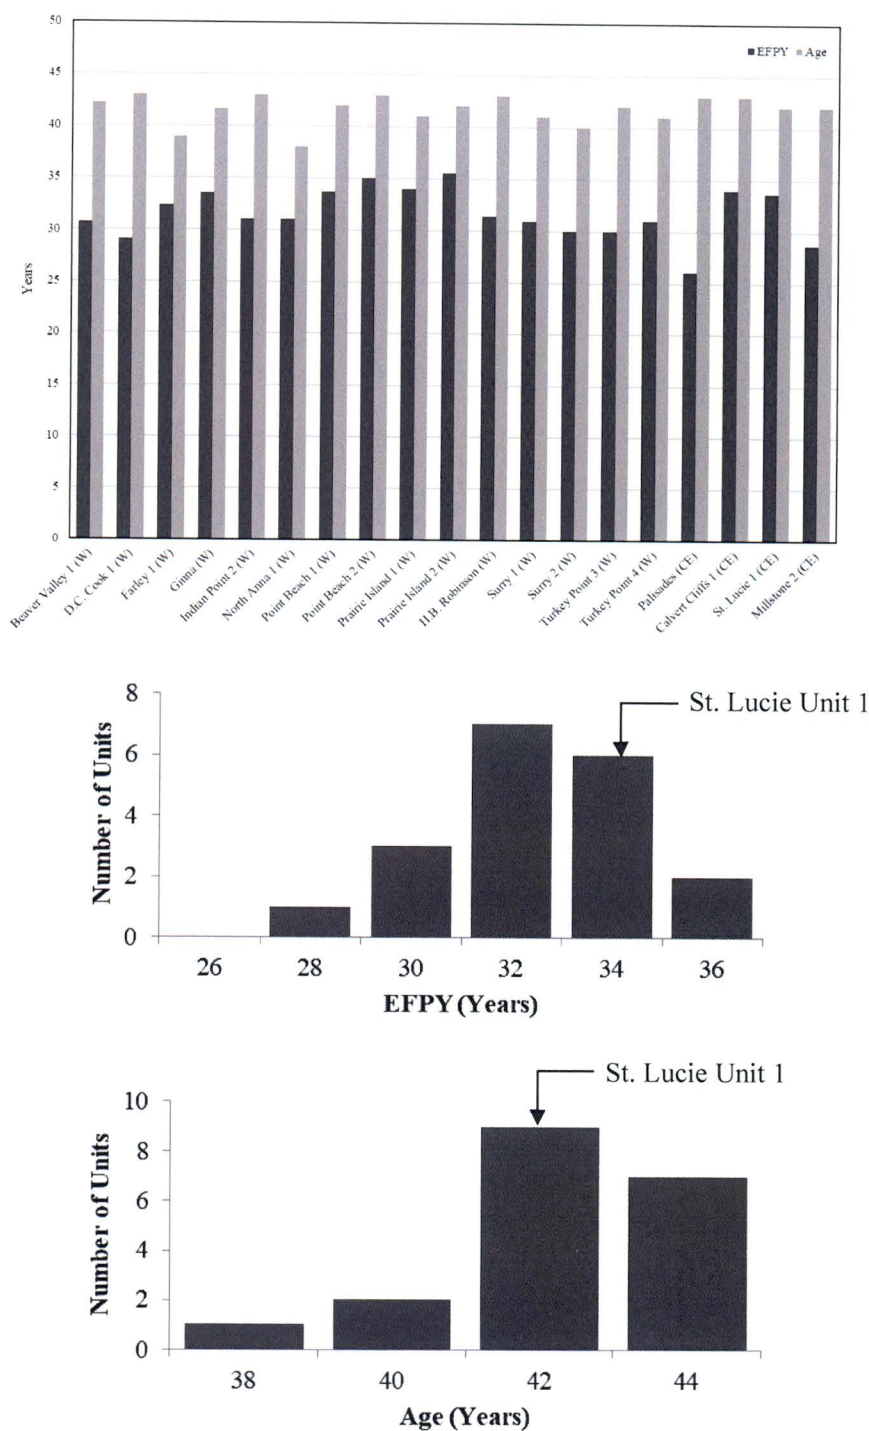 50
45
40
35
30
25
20
15
10
5
0
Years
EFPY Age
Beaver Valley 1 (W)
D.C. Cook 1 (W)
Farley 1 (W)
Ginna (W)
Indian Point 2 (W)
North Anna 1 (W)
Point Beach 1 (W)
Point Beach 2 (W)
Prairie Island 1 (W)
Prairie Island 2 (W)
H.B. Robinson (W)
Surry 1 (W)
Surry 2 (W)
Turkey Point 3 (W)
Turkey Point 4 (W)
Palisades (CE)
Calvert Cliffs 1 (CE)
St. Lucie 1 (CE)
Millstone 2 (CE)
St. Lucie Unit 1
Number of Units
8
6
4
2
0
26 28 30 32 34 36
EFPY (Years)
St. Lucie Unit 1
Number of Units
10
8
6
4
2
0
38 40 42 44
Age (Years)